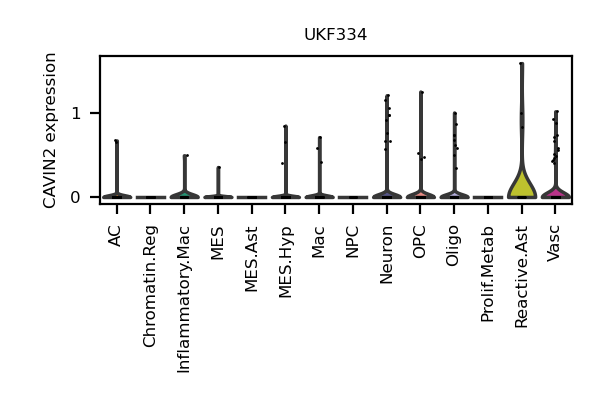 UKF334
CAVIN2 expression
1
0
AC
Chromatin.Reg
Inflammatory.Mac
MES
MES.Ast
MES.Hyp
Mac
NPC
Neuron
OPC
Oligo
Prolif.Metab
Reactive.Ast
Vasc